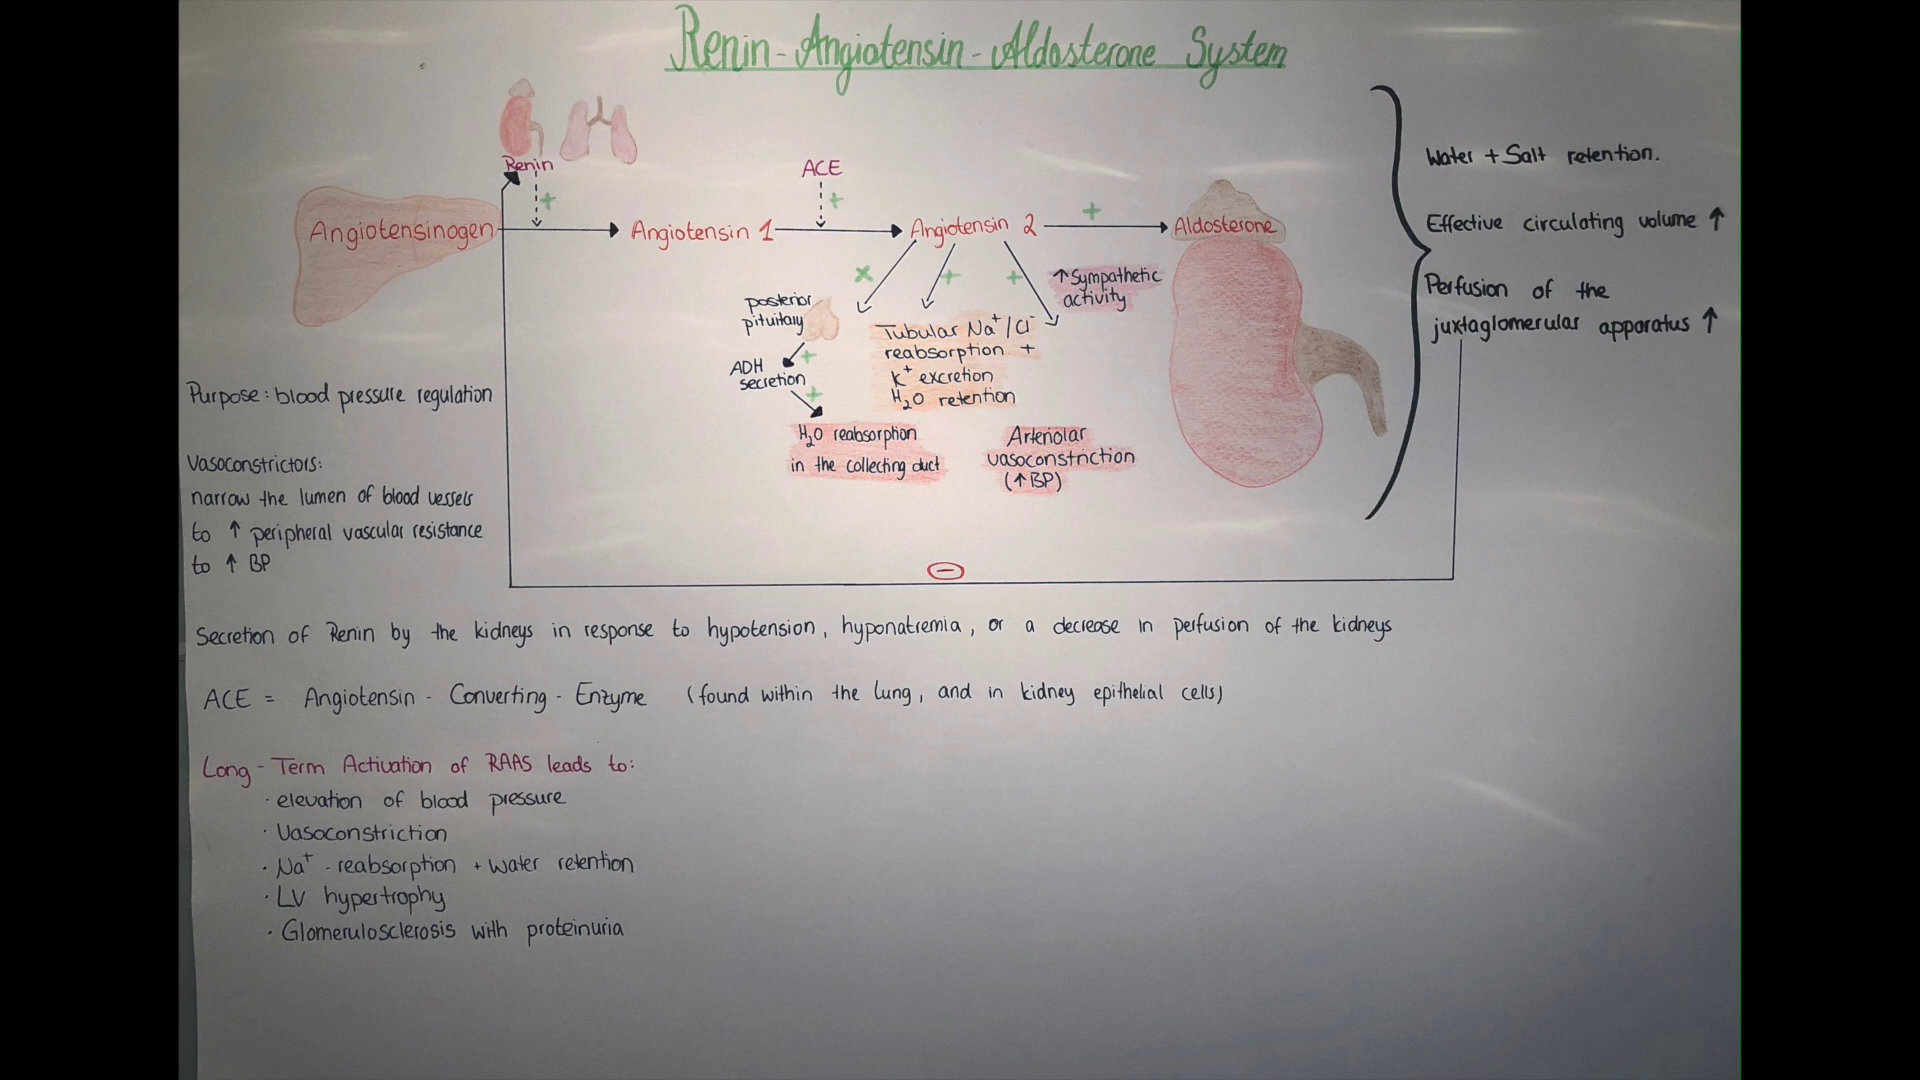 Renin-Angiotensin-Aldosterone System
Renin
+
ACE
+
Angiotensinogen
Angiotensin 1
Angiotensin 2
+
Aldosterone
x
+
+
↑Sympathetic
activity
posterior
pituitary
+
ADH
secretion
+
H₂O reabsorption
in the collecting duct
Tubular Na⁺/Cl⁻
reabsorption +
K⁺ excretion
H₂O retention
Arteriolar
vasoconstriction
(↑BP)
Water + Salt retention.
Effective circulating volume ↑
Perfusion of the
juxtaglomerular apparatus ↑
−
Purpose: blood pressure regulation
Vasoconstrictors:
narrow the lumen of blood vessels
to ↑ peripheral vascular resistance
to ↑ BP
Secretion of Renin by the kidneys in response to hypotension, hyponatremia, or a decrease in perfusion of the kidneys
ACE = Angiotensin - Converting - Enzyme (found within the lung, and in kidney epithelial cells)
Long-Term Activation of RAAS leads to:
· elevation of blood pressure
· Vasoconstriction
· Na⁺ - reabsorption + water retention
· LV hypertrophy
· Glomerulosclerosis with proteinuria